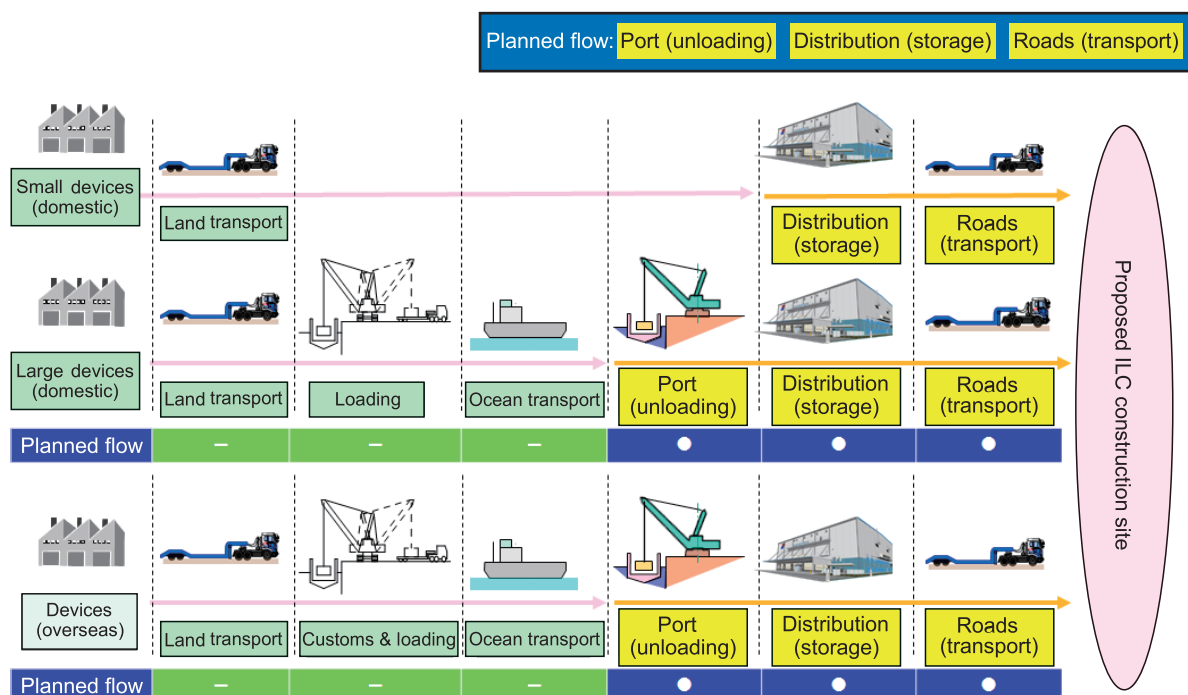 Planned flow: Port (unloading) Distribution (storage) Roads (transport)
Small devices
(domestic)
Land transport
Distribution
(storage)
Roads
(transport)
Large devices
(domestic)
Land transport
Loading
Ocean transport
Port
(unloading)
Distribution
(storage)
Roads
(transport)
Planned flow – – – ● ● ●
Devices
(overseas)
Land transport
Customs & loading
Ocean transport
Port
(unloading)
Distribution
(storage)
Roads
(transport)
Planned flow – – – ● ● ●
Proposed ILC construction site